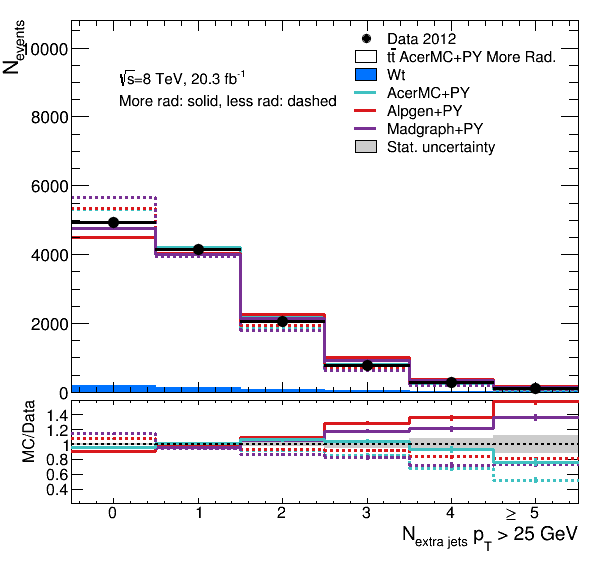 N_events
10000
8000
6000
4000
2000
0
√s=8 TeV, 20.3 fb⁻¹
More rad: solid, less rad: dashed
Data 2012
tt̄ AcerMC+PY More Rad.
Wt
AcerMC+PY
Alpgen+PY
Madgraph+PY
Stat. uncertainty
MC/Data
1.4
1.2
1
0.8
0.6
0.4
0 1 2 3 4 ≥ 5
N_extra jets p_T > 25 GeV